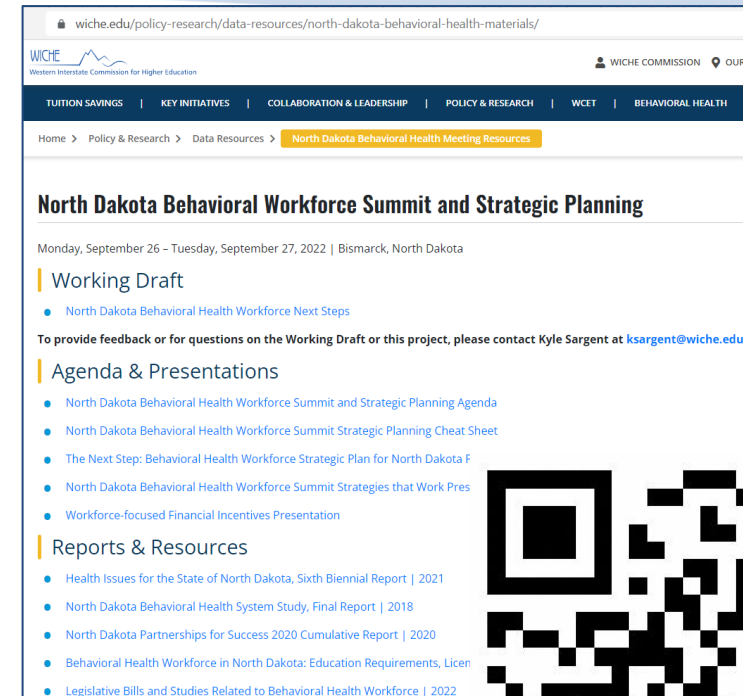 wiche.edu/policy-research/data-resources/north-dakota-behavioral-health-materials/
WICHE
Western Interstate Commission for Higher Education
WICHE COMMISSION OUR
TUITION SAVINGS | KEY INITIATIVES | COLLABORATION & LEADERSHIP | POLICY & RESEARCH | WCET | BEHAVIORAL HEALTH
Home > Policy & Research > Data Resources > North Dakota Behavioral Health Meeting Resources
North Dakota Behavioral Workforce Summit and Strategic Planning
Monday, September 26 – Tuesday, September 27, 2022 | Bismarck, North Dakota
Working Draft
North Dakota Behavioral Health Workforce Next Steps
To provide feedback or for questions on the Working Draft or this project, please contact Kyle Sargent at ksargent@wiche.edu
Agenda & Presentations
North Dakota Behavioral Health Workforce Summit and Strategic Planning Agenda
North Dakota Behavioral Health Workforce Summit Strategic Planning Cheat Sheet
The Next Step: Behavioral Health Workforce Strategic Plan for North Dakota
North Dakota Behavioral Health Workforce Summit Strategies that Work Pres
Workforce-focused Financial Incentives Presentation
Reports & Resources
Health Issues for the State of North Dakota, Sixth Biennial Report | 2021
North Dakota Behavioral Health System Study, Final Report | 2018
North Dakota Partnerships for Success 2020 Cumulative Report | 2020
Behavioral Health Workforce in North Dakota: Education Requirements, Licen
Legislative Bills and Studies Related to Behavioral Health Workforce | 2022